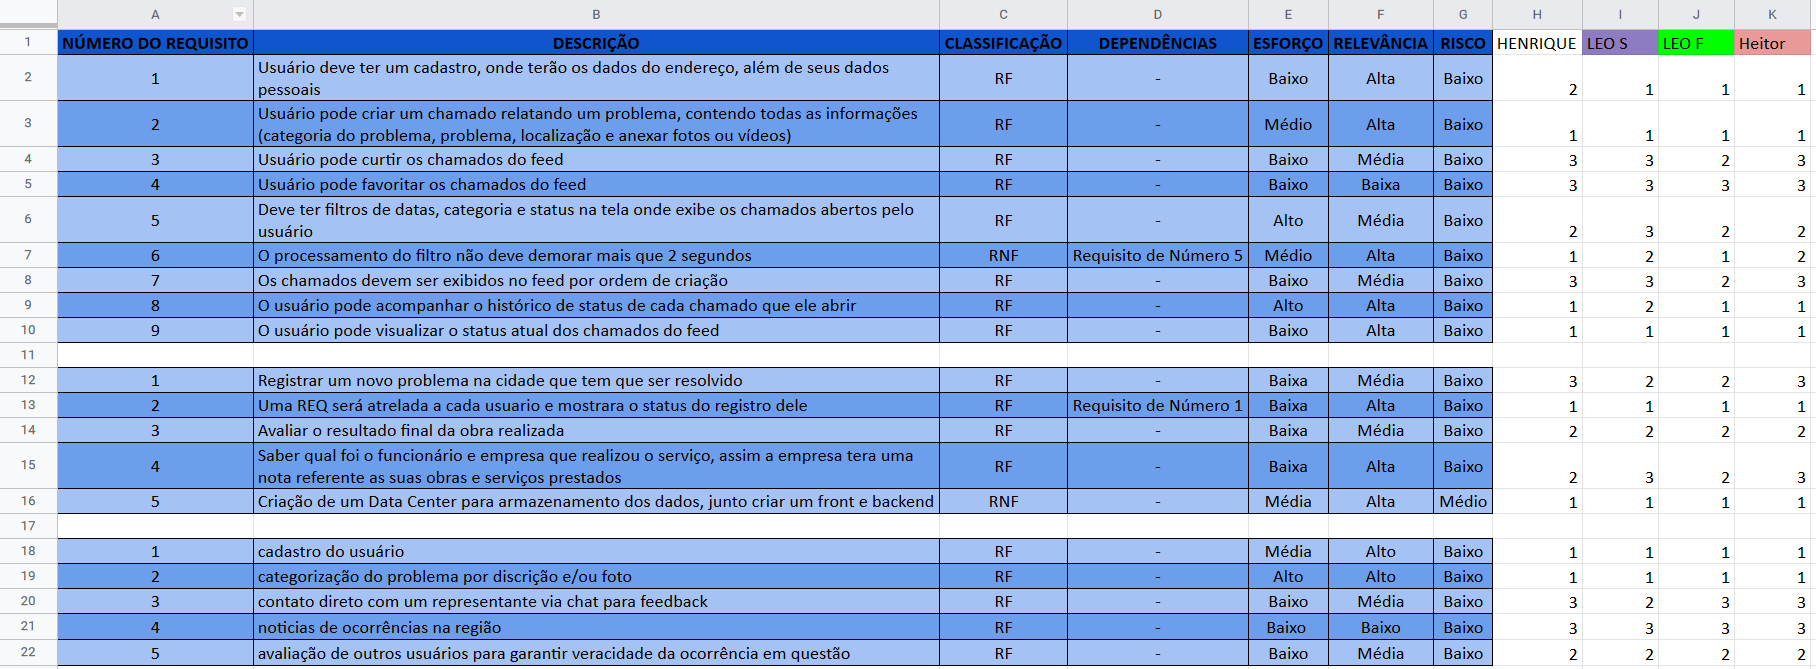 A B C D E F G H I J K
1 NÚMERO DO REQUISITO DESCRIÇÃO CLASSIFICAÇÃO DEPENDÊNCIAS ESFORÇO RELEVÂNCIA RISCO HENRIQUE LEO S LEO F Heitor
2 1 Usuário deve ter um cadastro, onde terão os dados do endereço, além de seus dados
pessoais RF - Baixo Alta Baixo 2 1 1 1
3 2 Usuário pode criar um chamado relatando um problema, contendo todas as informações
(categoria do problema, problema, localização e anexar fotos ou vídeos) RF - Médio Alta Baixo 1 1 1 1
4 3 Usuário pode curtir os chamados do feed RF - Baixo Média Baixo 3 3 2 3
5 4 Usuário pode favoritar os chamados do feed RF - Baixo Baixa Baixo 3 3 3 3
6 5 Deve ter filtros de datas, categoria e status na tela onde exibe os chamados abertos pelo
usuário RF - Alto Média Baixo 2 3 2 2
7 6 O processamento do filtro não deve demorar mais que 2 segundos RNF Requisito de Número 5 Médio Alta Baixo 1 2 1 2
8 7 Os chamados devem ser exibidos no feed por ordem de criação RF - Baixo Média Baixo 3 3 2 3
9 8 O usuário pode acompanhar o histórico de status de cada chamado que ele abrir RF - Alto Alta Baixo 1 2 1 1
10 9 O usuário pode visualizar o status atual dos chamados do feed RF - Baixo Alta Baixo 1 1 1 1
11
12 1 Registrar um novo problema na cidade que tem que ser resolvido RF - Baixa Média Baixo 3 2 2 3
13 2 Uma REQ será atrelada a cada usuario e mostrara o status do registro dele RF Requisito de Número 1 Baixa Alta Baixo 1 1 1 1
14 3 Avaliar o resultado final da obra realizada RF - Baixa Média Baixo 2 2 2 2
15 4 Saber qual foi o funcionário e empresa que realizou o serviço, assim a empresa tera uma
nota referente as suas obras e serviços prestados RF - Baixa Alta Baixo 2 3 2 3
16 5 Criação de um Data Center para armazenamento dos dados, junto criar um front e backend RNF - Média Alta Médio 1 1 1 1
17
18 1 cadastro do usuário RF - Média Alto Baixo 1 1 1 1
19 2 categorização do problema por discrição e/ou foto RF - Alto Alto Baixo 1 1 1 1
20 3 contato direto com um representante via chat para feedback RF - Baixo Média Baixo 3 2 3 3
21 4 noticias de ocorrências na região RF - Baixo Baixo Baixo 3 3 3 3
22 5 avaliação de outros usuários para garantir veracidade da ocorrência em questão RF - Baixo Média Baixo 2 2 2 2